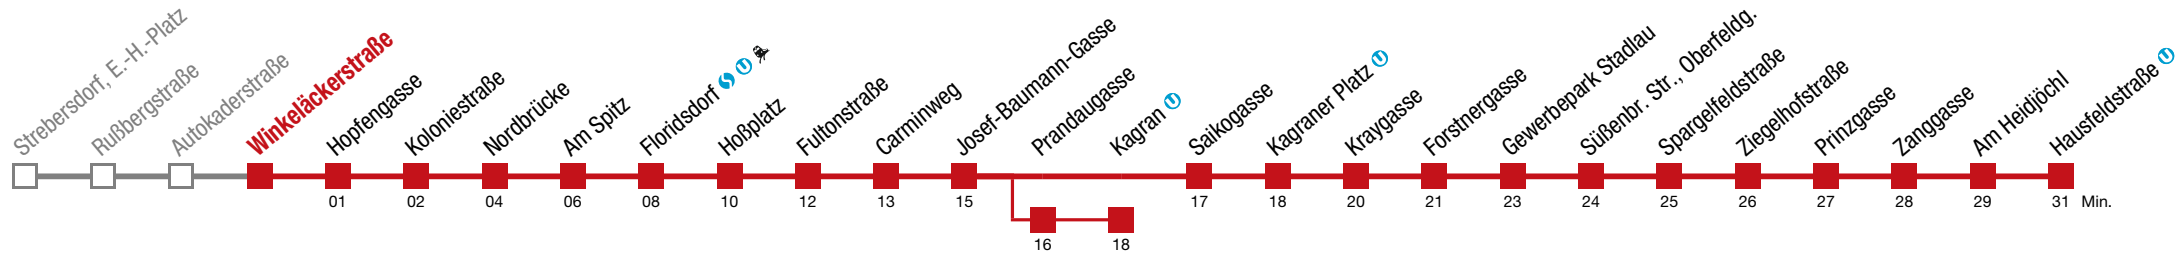 Strebersdorf, E.-H.-Platz
Rußbergstraße
Autokaderstraße
Winkeläckerstraße
Hopfengasse
Koloniestraße
Nordbrücke
Am Spitz
Floridsdorf
Hoßplatz
Fultonstraße
Carminweg
Josef-Baumann-Gasse
Prandaugasse
Kagran U
Saikogasse
Kagraner Platz U
Kraygasse
Forstnergasse
Gewerbepark Stadlau
Süßenbr. Str., Oberfeldg.
Spargelfeldstraße
Ziegelhofstraße
Prinzgasse
Zanggasse
Am Heidjöchl
Hausfeldstraße U
01 02 04 06 08 10 12 13 15 17 18 20 21 23 24 25 26 27 28 29 31 Min.
16 18